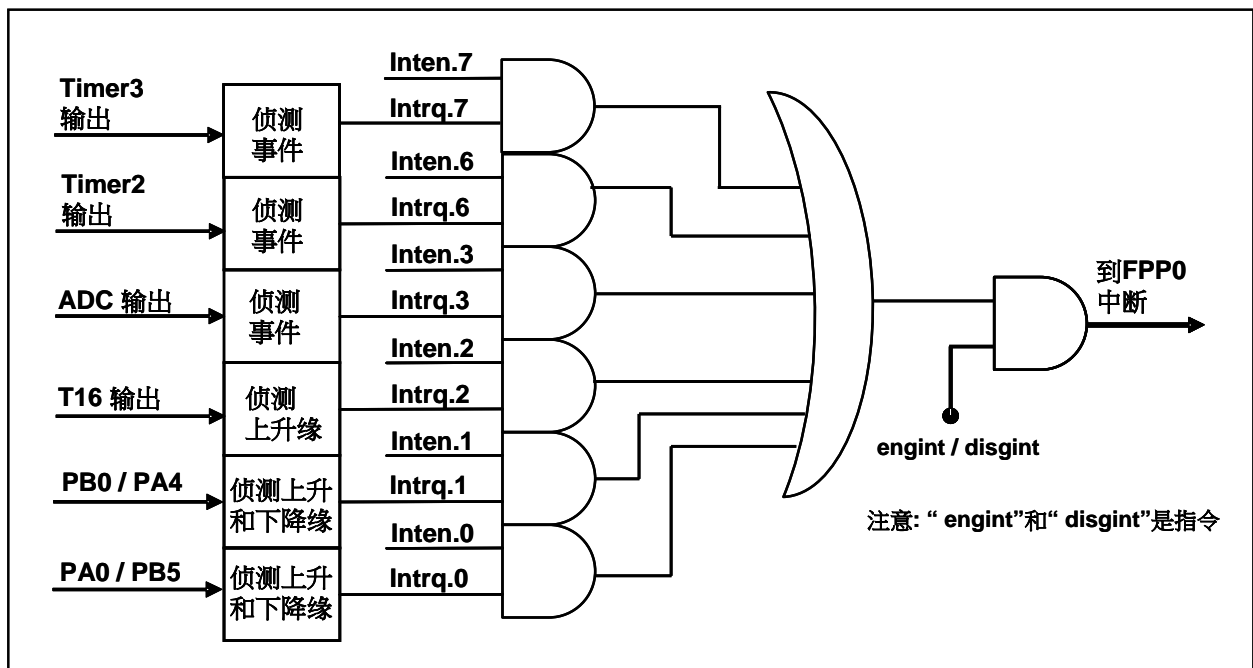 Timer3
输出
侦测
事件
Inten.7
Intrq.7
Timer2
输出
侦测
事件
Inten.6
Intrq.6
ADC 输出
侦测
事件
Inten.3
Intrq.3
T16 输出
侦测
上升缘
Inten.2
Intrq.2
PB0 / PA4
侦测上升
和下降缘
Inten.1
Intrq.1
PA0 / PB5
侦测上升
和下降缘
Inten.0
Intrq.0
到FPP0
中断
engint / disgint
注意: “ engint”和“ disgint”是指令